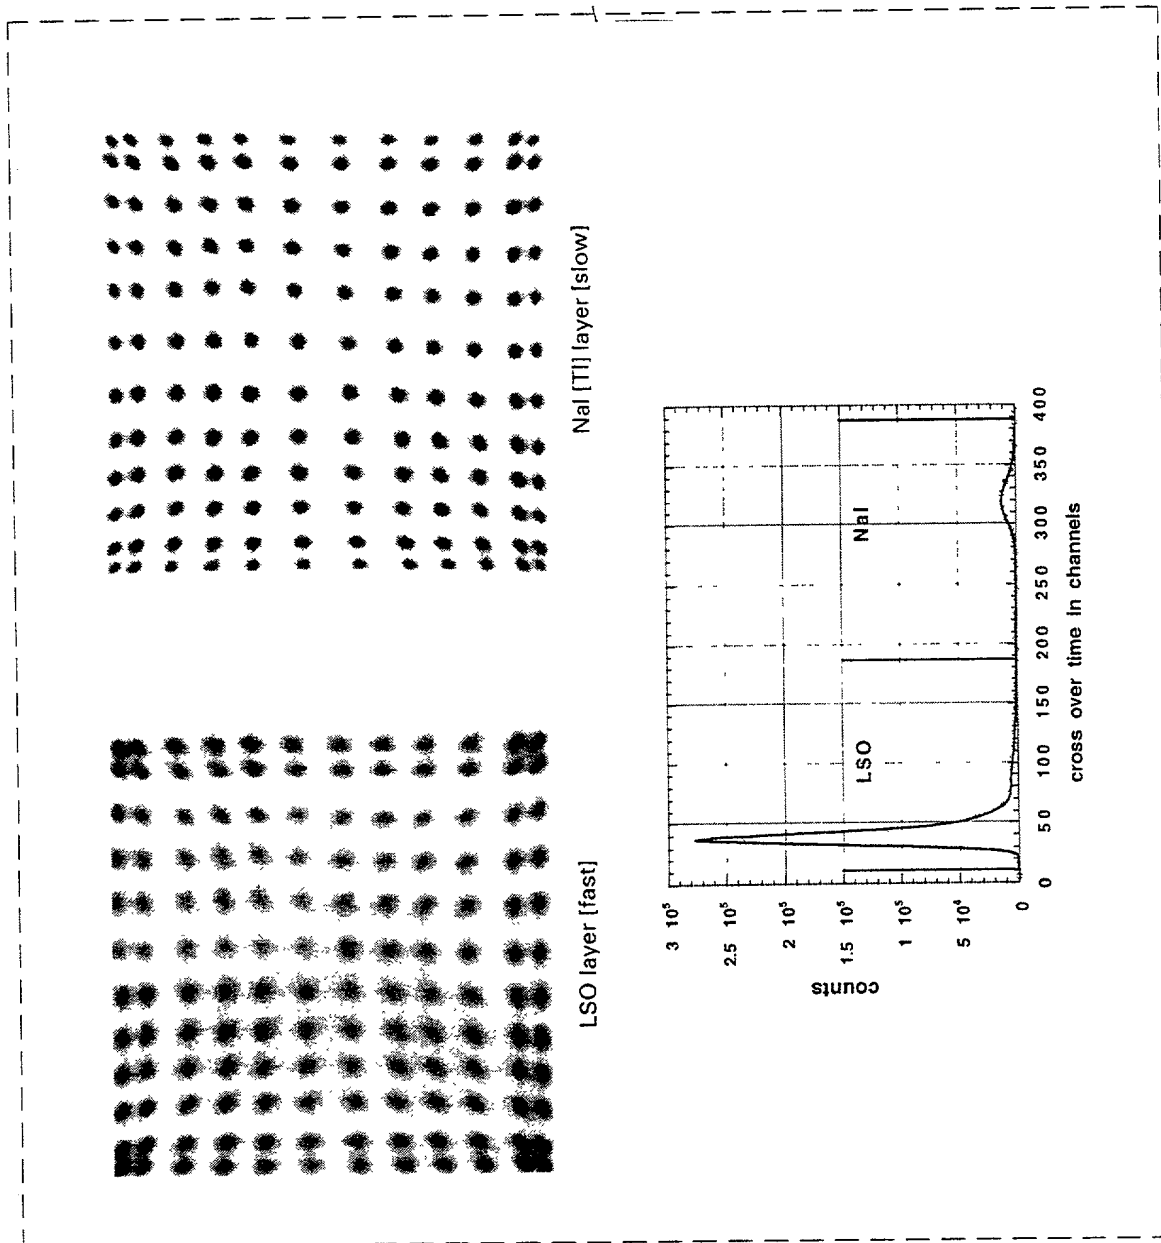 LSO layer [fast]
NaI [Tl] layer [slow]
3 10⁵
2.5 10⁵
2 10⁵
1.5 10⁵
1 10⁵
5 10⁴
0
counts
LSO
NaI
0 50 100 150 200 250 300 350 400
cross over time in channels